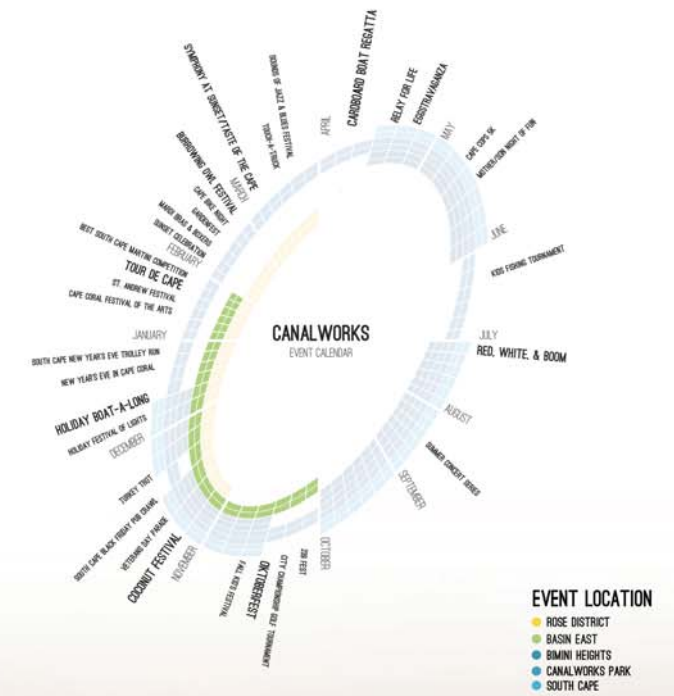 CANALWORKS
EVENT CALENDAR
APRIL
CARDBOARD BOAT REGATTA
RELAY FOR LIFE
EGGSTRAVAGANZA
MAY
CAPE COPS 5K
MOTHER/SON NIGHT OF FUN
JUNE
KIDS FISHING TOURNAMENT
JULY
RED, WHITE, & BOOM
AUGUST
SUMMER CONCERT SERIES
SEPTEMBER
OCTOBER
ZOB FEST
CITY CHAMPIONSHIP GOLF TOURNAMENT
OKTOBERFEST
FALL KIDS FESTIVAL
NOVEMBER
COCONUT FESTIVAL
VETERANS DAY PARADE
SOUTH CAPE BLACK FRIDAY PUB CRAWL
TURKEY TROT
DECEMBER
HOLIDAY FESTIVAL OF LIGHTS
HOLIDAY BOAT-A-LONG
NEW YEAR'S EVE IN CAPE CORAL
SOUTH CAPE NEW YEAR'S EVE TROLLEY RUN
JANUARY
CAPE CORAL FESTIVAL OF THE ARTS
ST. ANDREW FESTIVAL
TOUR DE CAPE
BEST SOUTH CAPE MARTINI COMPETITION
FEBRUARY
SUNSET CELEBRATION
MARDI BRAS & BOXERS
GARDENFEST
CAPE BIKE NIGHT
BURROWING OWL FESTIVAL
MARCH
SYMPHONY AT SUNSET/TASTE OF THE CAPE
TOUCH-A-TRUCK
SOUNDS OF JAZZ & BLUES FESTIVAL
EVENT LOCATION
ROSE DISTRICT
BASIN EAST
BIMINI HEIGHTS
CANALWORKS PARK
SOUTH CAPE